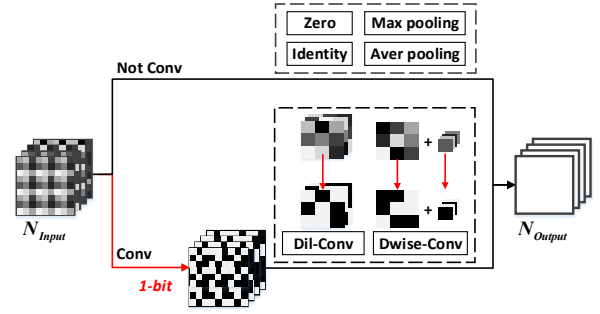 Zero
Max pooling
Identity
Aver pooling
Not Conv
N_Input
+
+
Dil-Conv
Dwise-Conv
Conv
1-bit
N_Output